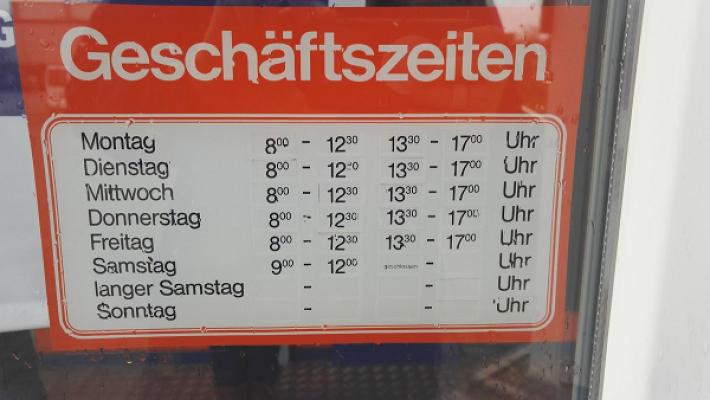 G
Geschäftszeiten
Montag 8⁰⁰ - 12³⁰ 13³⁰ - 17⁰⁰ Uhr
Dienstag 8⁰⁰ - 12³⁰ 13³⁰ - 17⁰⁰ Uhr
Mittwoch 8⁰⁰ - 12³⁰ 13³⁰ - 17⁰⁰ Uhr
Donnerstag 8⁰⁰ - 12³⁰ 13³⁰ - 17⁰⁰ Uhr
Freitag 8⁰⁰ - 12³⁰ 13³⁰ - 17⁰⁰ Uhr
Samstag 9⁰⁰ - 12⁰⁰ geschlossen - Uhr
langer Samstag - - Uhr
Sonntag - - Uhr